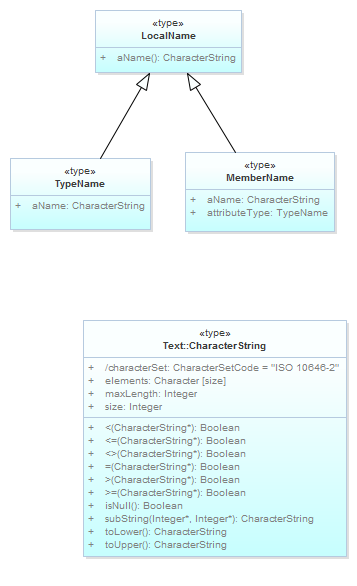 «type»
LocalName
+ aName(): CharacterString
«type»
TypeName
+ aName: CharacterString
«type»
MemberName
+ aName: CharacterString
+ attributeType: TypeName
«type»
Text::CharacterString
+ /characterSet: CharacterSetCode = "ISO 10646-2"
+ elements: Character [size]
+ maxLength: Integer
+ size: Integer
+ <(CharacterString*): Boolean
+ <=(CharacterString*): Boolean
+ <>(CharacterString*): Boolean
+ =(CharacterString*): Boolean
+ >(CharacterString*): Boolean
+ >=(CharacterString*): Boolean
+ isNull(): Boolean
+ subString(Integer*, Integer*): CharacterString
+ toLower(): CharacterString
+ toUpper(): CharacterString